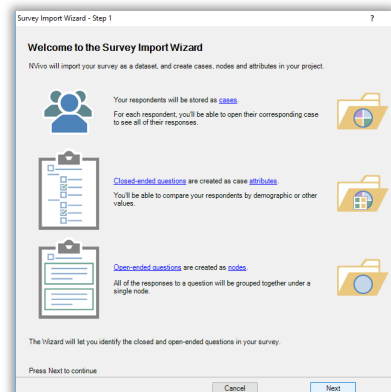 Survey Import Wizard - Step 1
?
Welcome to the Survey Import Wizard
NVivo will import your survey as a dataset, and create cases, nodes and attributes in your project.
Your respondents will be stored as cases.
For each respondent, you'll be able to open their corresponding case
to see all of their responses.
Closed-ended questions are created as case attributes.
You'll be able to compare your respondents by demographic or other
values.
Open-ended questions are created as nodes.
All of the responses to a question will be grouped together under a
single node.
The Wizard will let you identify the closed and open-ended questions in your survey.
Press Next to continue
Cancel
Next